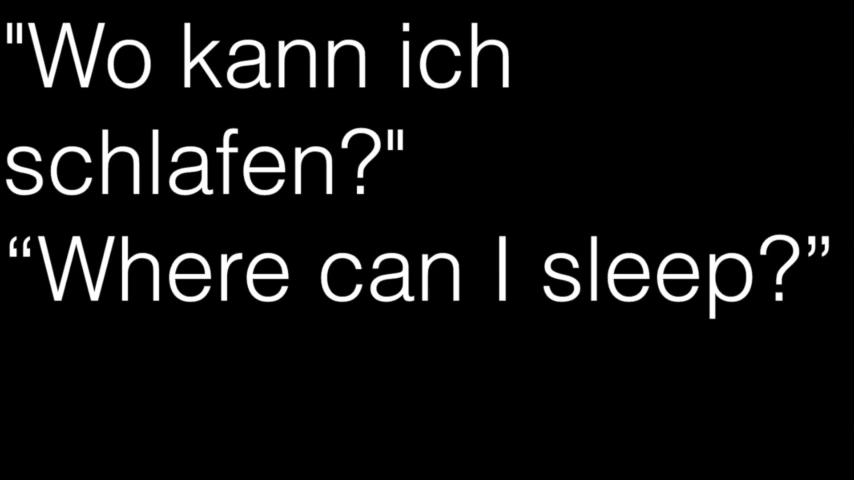 "Wo kann ich
schlafen?"
“Where can I sleep?”